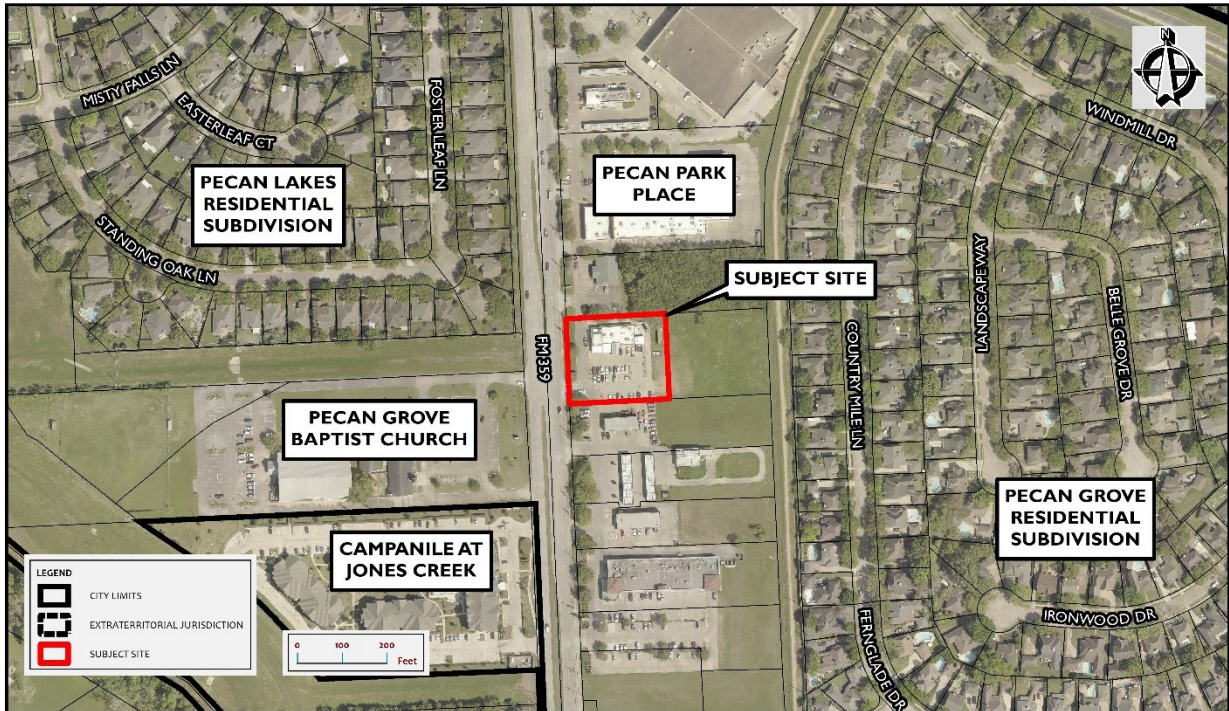 N
MISTY FALLS LN
EASTERLEAF CT
FOSTER LEAF LN
WINDMILL DR
PECAN LAKES
RESIDENTIAL
SUBDIVISION
PECAN PARK
PLACE
STANDING OAK LN
SUBJECT SITE
LANDSCAPEWAY
BELLE GROVE DR
FM 359
COUNTRY MILE LN
PECAN GROVE
BAPTIST CHURCH
PECAN GROVE
RESIDENTIAL
SUBDIVISION
CAMPANILE AT
JONES CREEK
IRONWOOD DR
FERNGLADE DR
LEGEND
CITY LIMITS
EXTRATERRITORIAL JURISDICTION
SUBJECT SITE
0 100 200
Feet